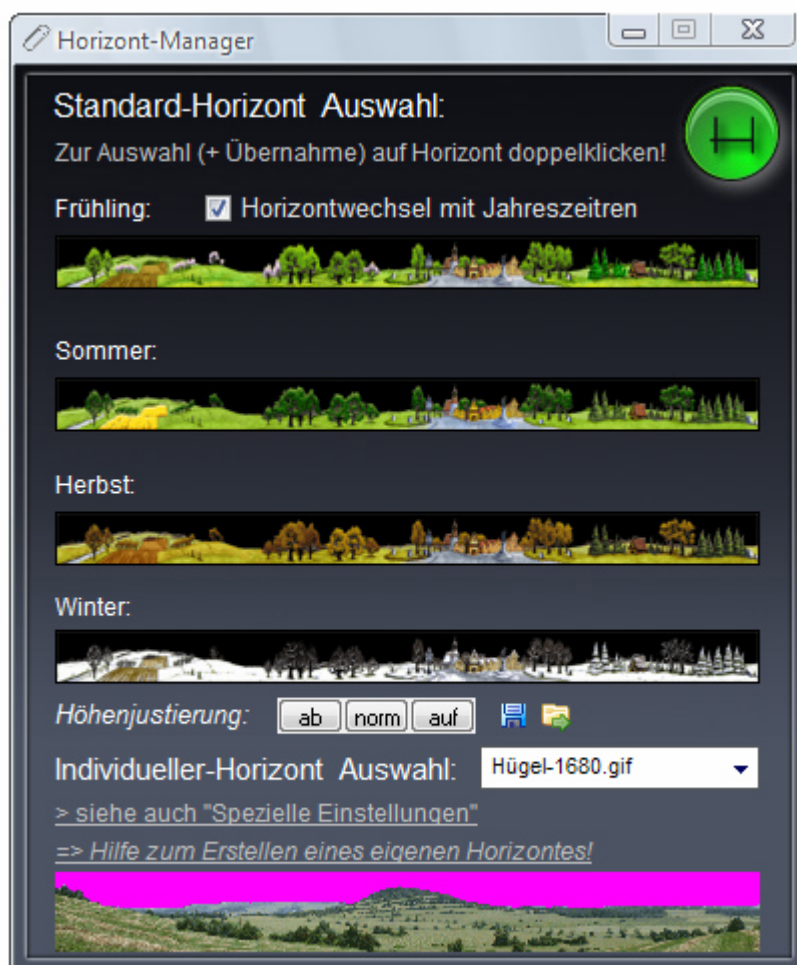 Horizont-Manager
Standard-Horizont Auswahl:
Zur Auswahl (+ Übernahme) auf Horizont doppelklicken!
Frühling: Horizontwechsel mit Jahreszeitren
Sommer:
Herbst:
Winter:
Höhenjustierung: ab norm auf
Individueller-Horizont Auswahl: Hügel-1680.gif
> siehe auch "Spezielle Einstellungen"
=> Hilfe zum Erstellen eines eigenen Horizontes!